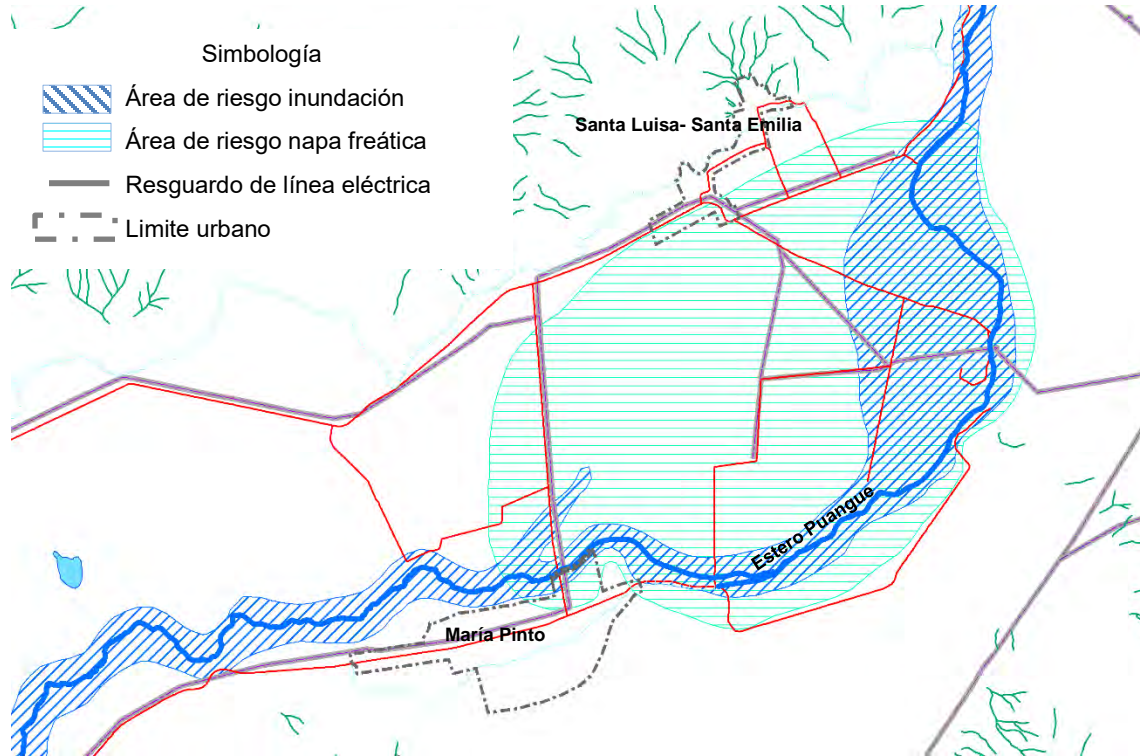 Simbología
Área de riesgo inundación
Área de riesgo napa freática
Resguardo de línea eléctrica
Limite urbano
Santa Luisa- Santa Emilia
Estero Puangue
María Pinto